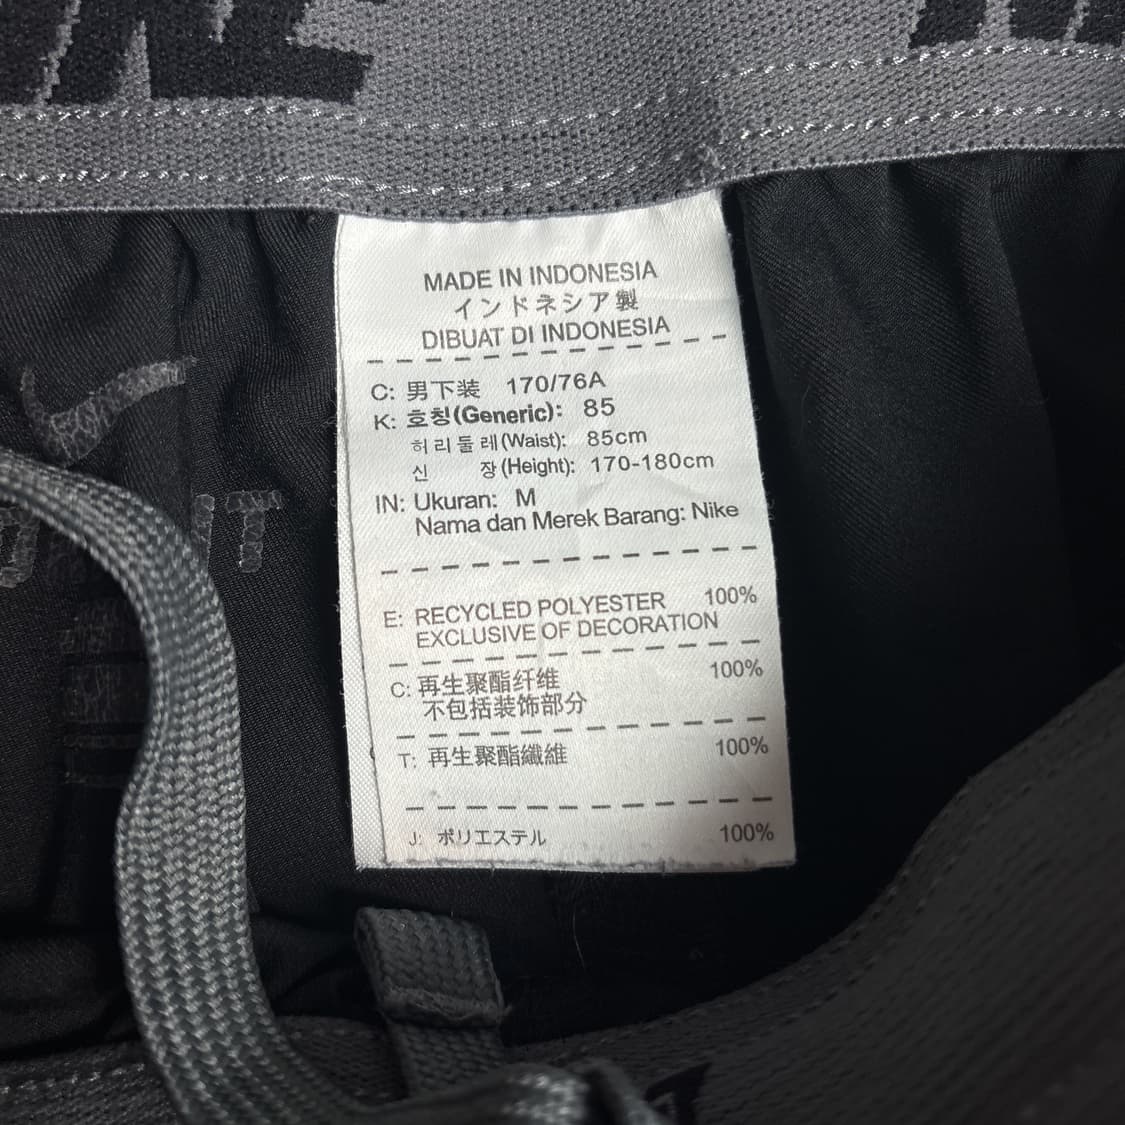 MADE IN INDONESIA
インドネシア製
DIBUAT DI INDONESIA
C: 男下装 170/76A
K: 호칭(Generic): 85
허리둘레(Waist): 85cm
신 장(Height): 170-180cm
IN: Ukuran: M
Nama dan Merek Barang: Nike
E: RECYCLED POLYESTER 100%
EXCLUSIVE OF DECORATION
C: 再生聚酯纤维 100%
不包括装饰部分
T: 再生聚酯纖維 100%
J: ポリエステル 100%